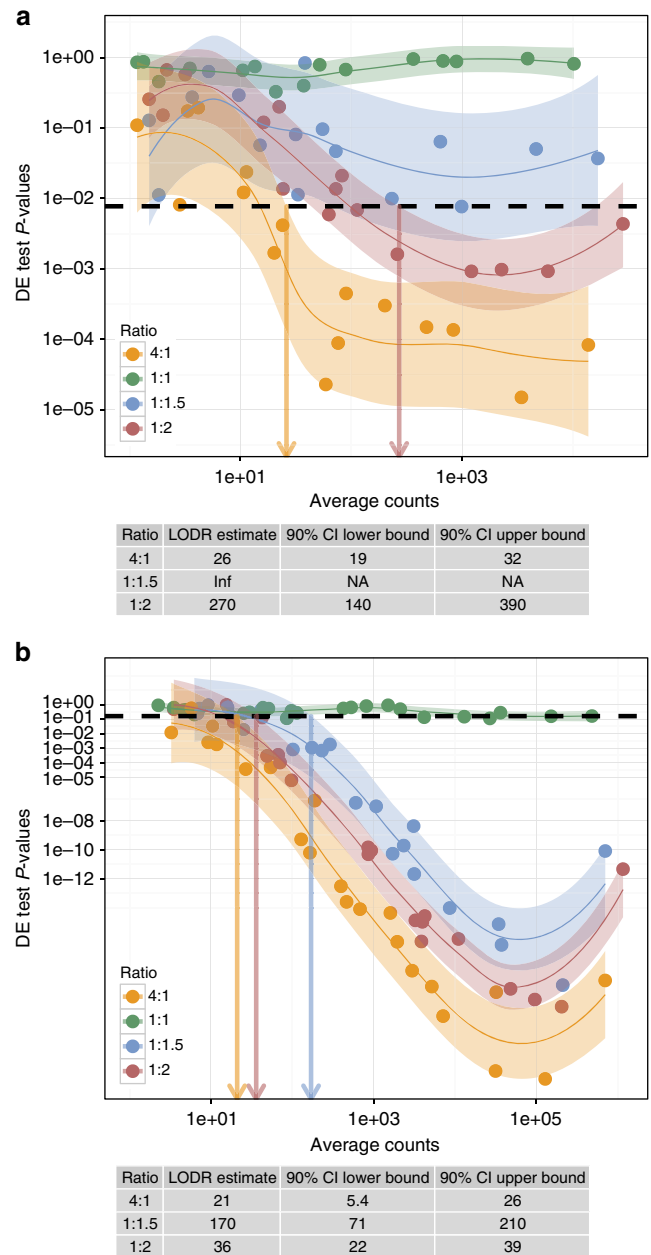 a
1e+00
1e−01
1e−02
1e−03
1e−04
1e−05
DE test P-values
Ratio
4:1
1:1
1:1.5
1:2
1e+01 1e+03
Average counts
Ratio LODR estimate 90% CI lower bound 90% CI upper bound
4:1 26 19 32
1:1.5 Inf NA NA
1:2 270 140 390
b
1e+00
1e−01
1e−02
1e−03
1e−04
1e−05
1e−08
1e−10
1e−12
DE test P-values
Ratio
4:1
1:1
1:1.5
1:2
1e+01 1e+03 1e+05
Average counts
Ratio LODR estimate 90% CI lower bound 90% CI upper bound
4:1 21 5.4 26
1:1.5 170 71 210
1:2 36 22 39